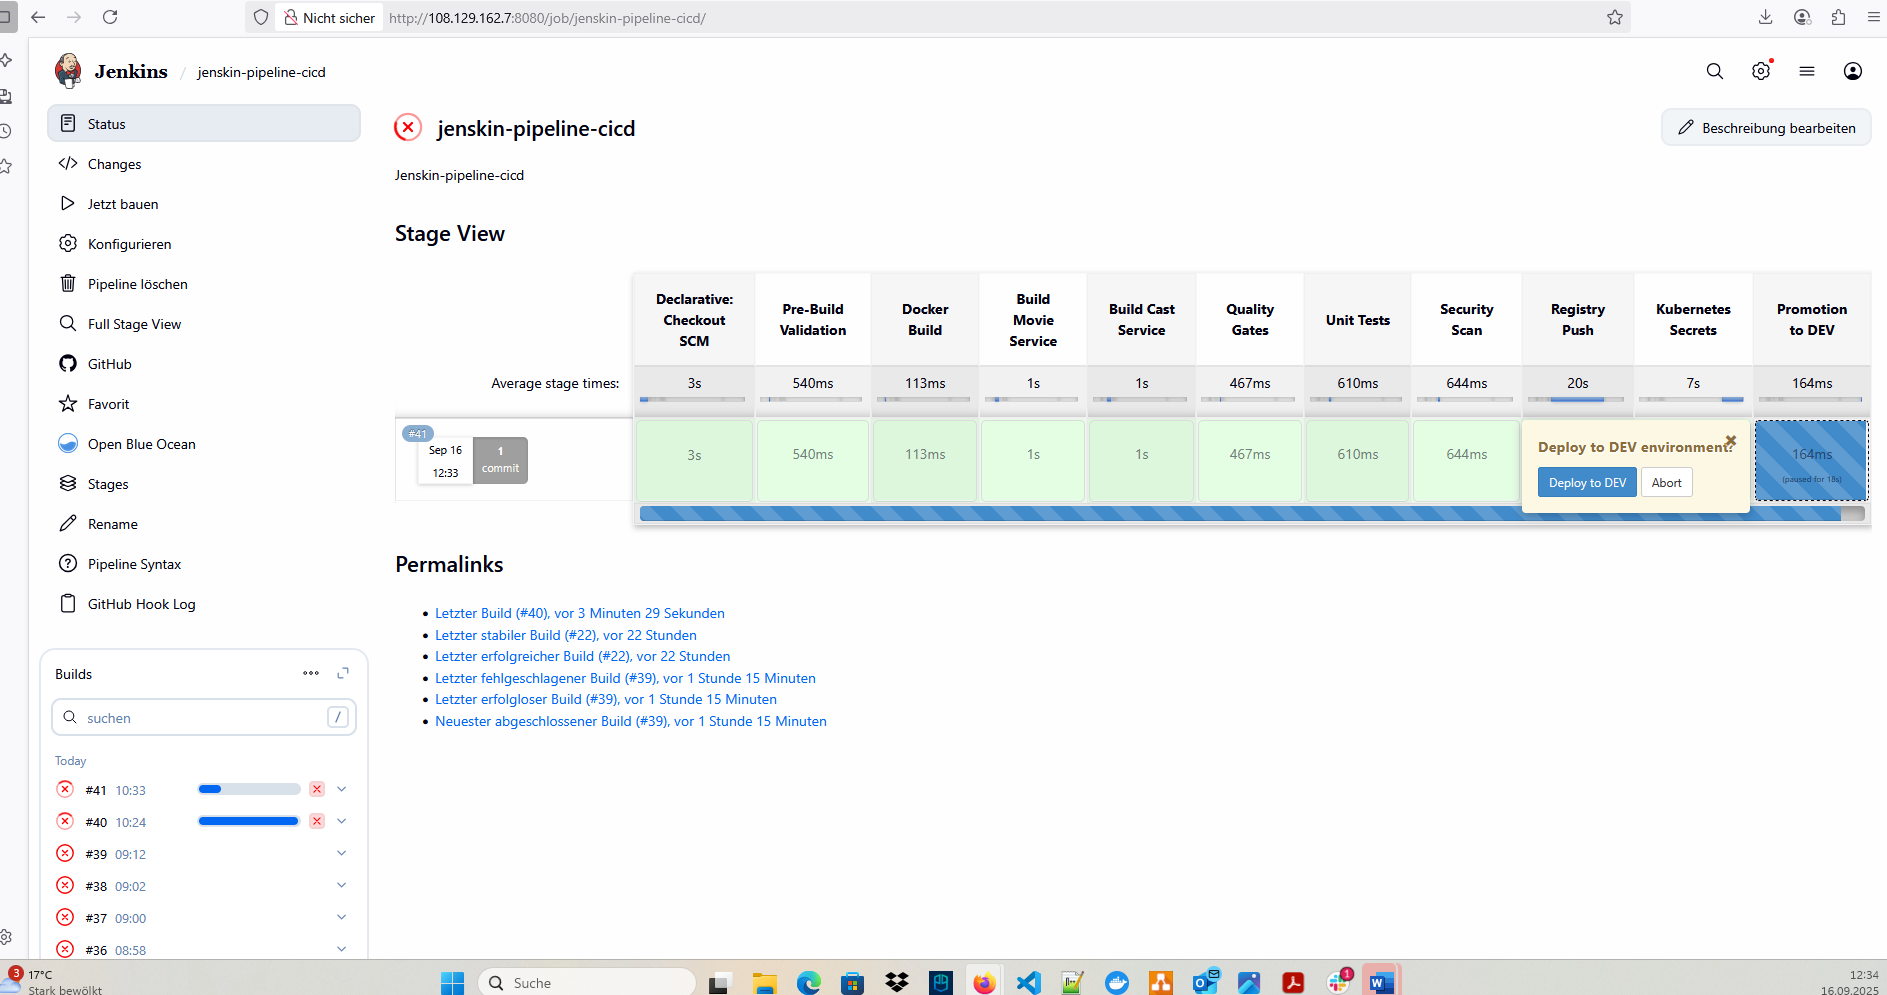 Nicht sicher
http://108.129.162.7:8080/job/jenskin-pipeline-cicd/
Jenkins / jenskin-pipeline-cicd
Status
Changes
Jetzt bauen
Konfigurieren
Pipeline löschen
Full Stage View
GitHub
Favorit
Open Blue Ocean
Stages
Rename
Pipeline Syntax
GitHub Hook Log
Builds
suchen /
Today
#41 10:33
#40 10:24
#39 09:12
#38 09:02
#37 09:00
#36 08:58
jenskin-pipeline-cicd
Beschreibung bearbeiten
Jenskin-pipeline-cicd
Stage View
Declarative:
Checkout
SCM
Pre-Build
Validation
Docker
Build
Build
Movie
Service
Build Cast
Service
Quality
Gates
Unit Tests
Security
Scan
Registry
Push
Kubernetes
Secrets
Promotion
to DEV
Average stage times:
3s 540ms 113ms 1s 1s 467ms 610ms 644ms 20s 7s 164ms
#41
Sep 16
12:33
1
commit
3s 540ms 113ms 1s 1s 467ms 610ms 644ms
Deploy to DEV environment?
Deploy to DEV Abort
164ms
(paused for 18s)
Permalinks
Letzter Build (#40), vor 3 Minuten 29 Sekunden
Letzter stabiler Build (#22), vor 22 Stunden
Letzter erfolgreicher Build (#22), vor 22 Stunden
Letzter fehlgeschlagener Build (#39), vor 1 Stunde 15 Minuten
Letzter erfolgloser Build (#39), vor 1 Stunde 15 Minuten
Neuester abgeschlossener Build (#39), vor 1 Stunde 15 Minuten
3
17°C
Stark bewölkt
Suche
1
12:34
16.09.2025